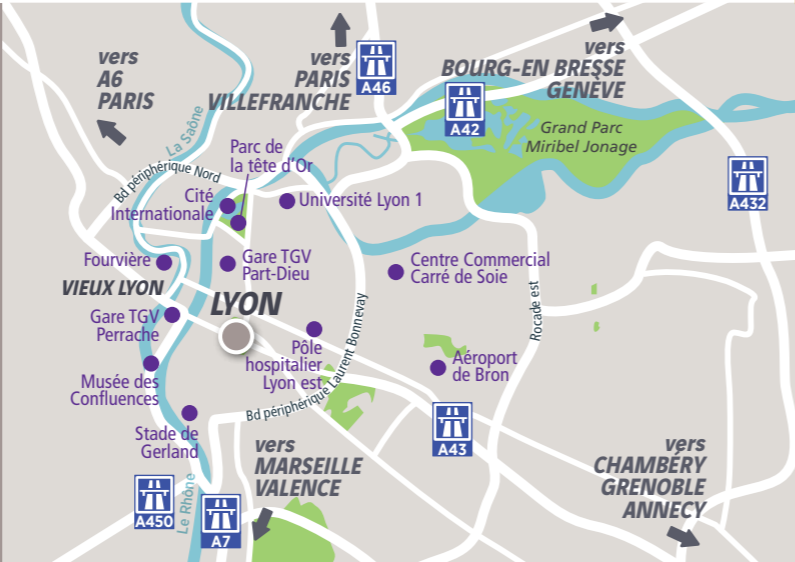 vers
A6
PARIS
vers
PARIS
VILLEFRANCHE
A46
vers
BOURG-EN BRESSE
GENÈVE
A42
Grand Parc
Miribel Jonage
A432
La Saône
Bd périphérique Nord
Parc de
la tête d'Or
Cité
Internationale
Université Lyon 1
Fourvière
Gare TGV
Part-Dieu
Centre Commercial
Carré de Soie
VIEUX LYON
LYON
Gare TGV
Perrache
Pôle
hospitalier
Lyon est
Bd périphérique Laurent Bonnevay
Rocade est
Aéroport
de Bron
Musée des
Confluences
Stade de
Gerland
A43
vers
MARSEILLE
VALENCE
vers
CHAMBÉRY
GRENOBLE
ANNECY
A450
Le Rhône
A7